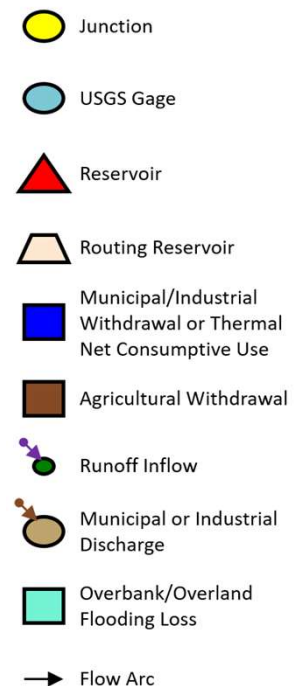 Junction
USGS Gage
Reservoir
Routing Reservoir
Municipal/Industrial
Withdrawal or Thermal
Net Consumptive Use
Agricultural Withdrawal
Runoff Inflow
Municipal or Industrial
Discharge
Overbank/Overland
Flooding Loss
Flow Arc